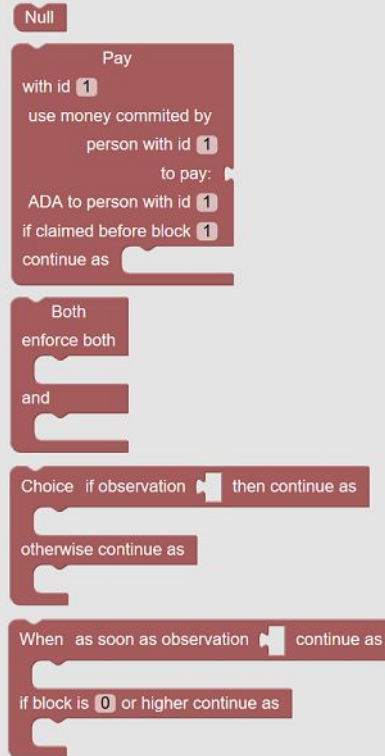 Null
Pay
with id 1
use money commited by
person with id 1
to pay:
ADA to person with id 1
if claimed before block 1
continue as
Both
enforce both
and
Choice if observation then continue as
otherwise continue as
When as soon as observation continue as
if block is 0 or higher continue as